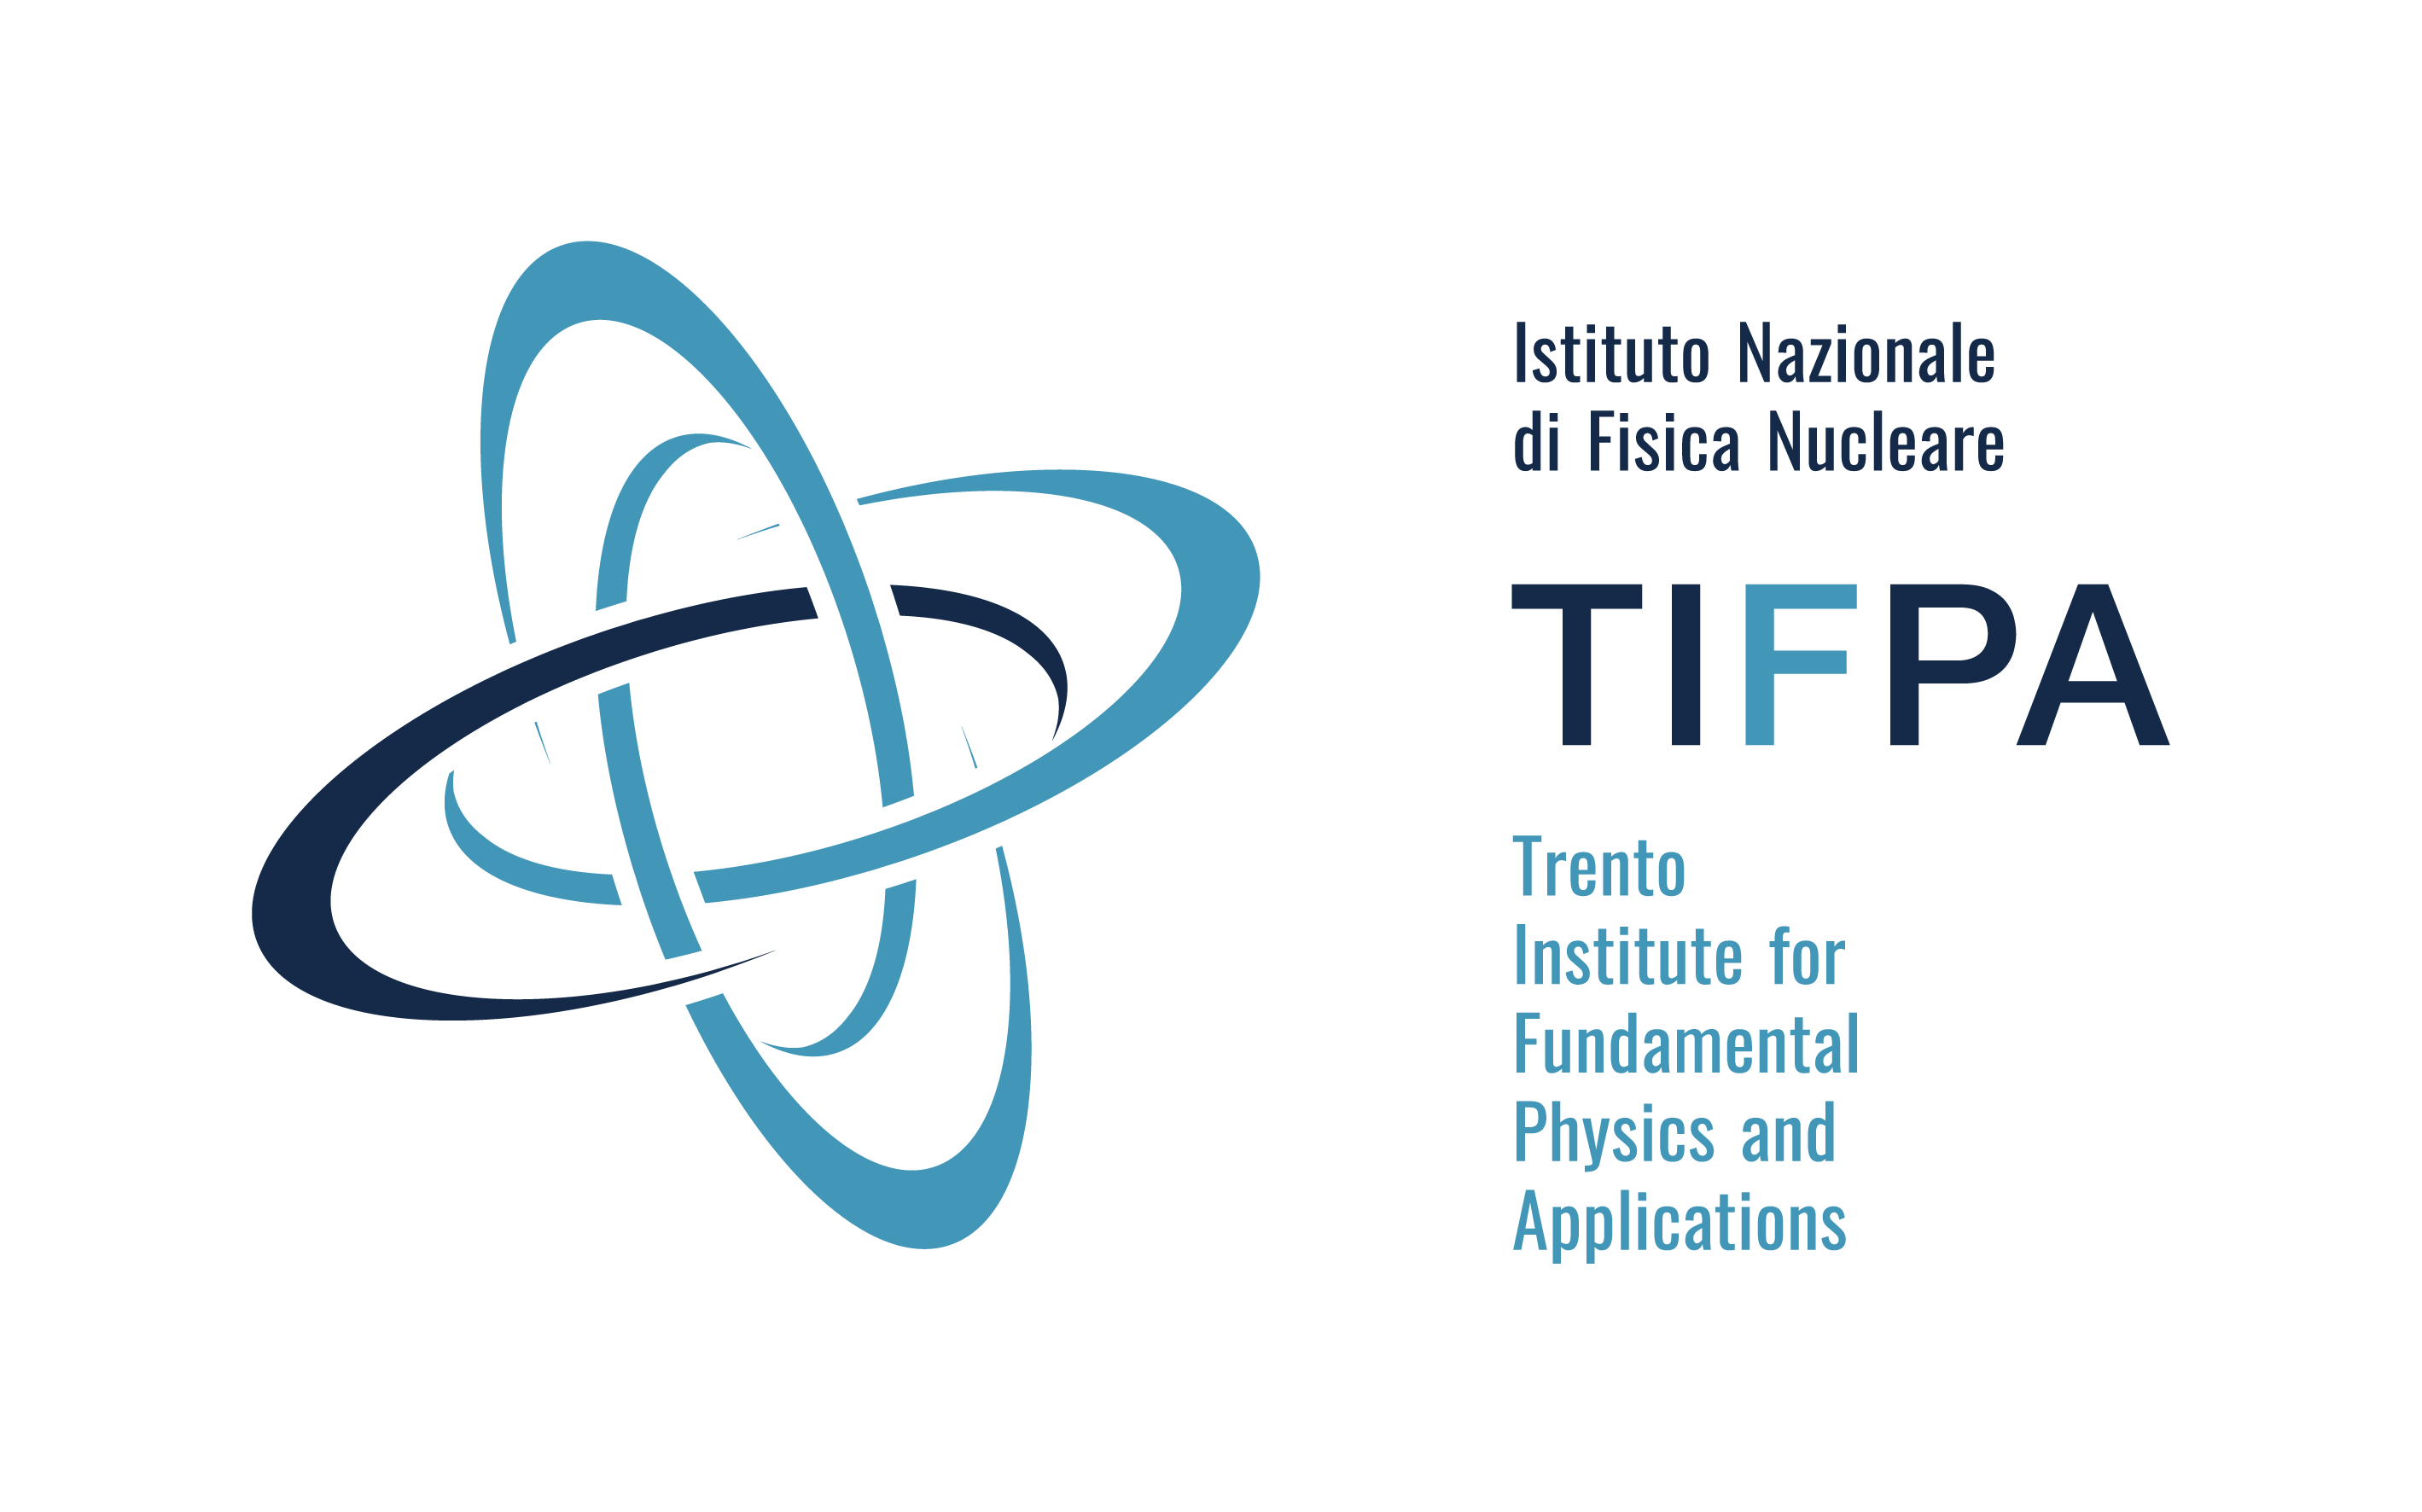 Istituto Nazionale
di Fisica Nucleare
TIFPA
Trento
Institute for
Fundamental
Physics and
Applications